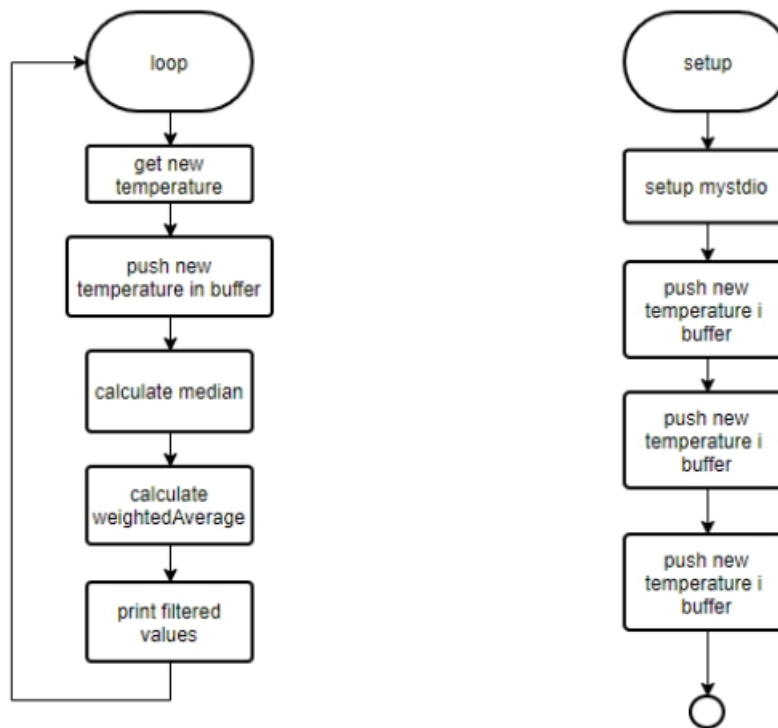 loop
get new
temperature
push new
temperature in buffer
calculate median
calculate
weightedAverage
print filtered
values
setup
setup mystdio
push new
temperature i
buffer
push new
temperature i
buffer
push new
temperature i
buffer